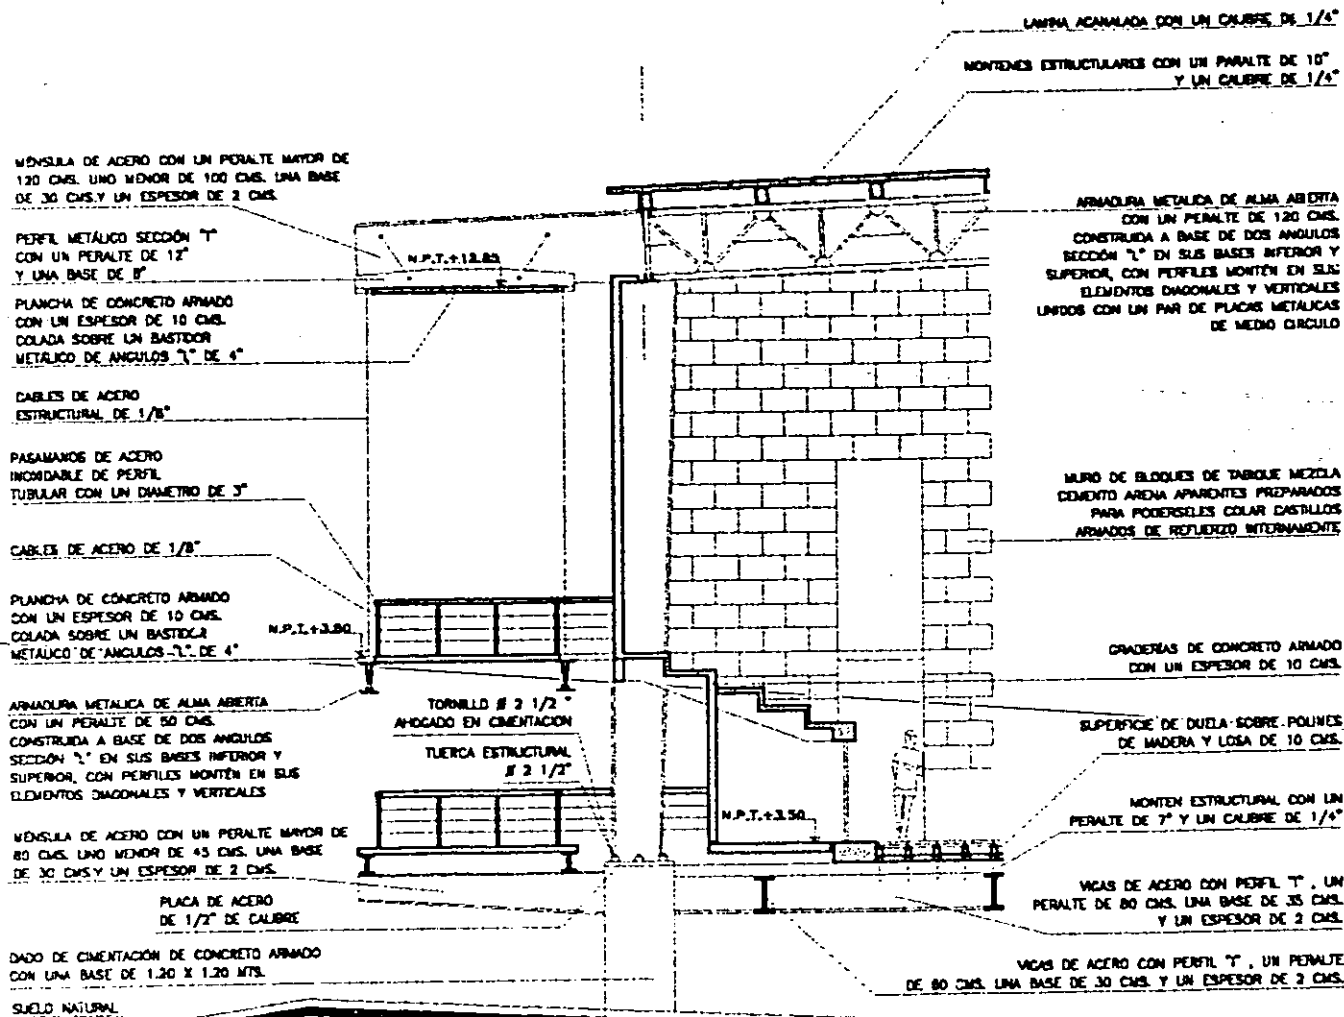 LAMINA ACANALADA CON UN CALIBRE DE 1/4"
MONTENES ESTRUCTULARES CON UN PARALTE DE 10"
Y UN CALIBRE DE 1/4"
MÉNSULA DE ACERO CON UN PERALTE MAYOR DE
120 CMS. UNO MENOR DE 100 CMS. UNA BASE
DE 30 CMS.Y UN ESPESOR DE 2 CMS.
PERFIL METÁLICO SECCIÓN "I"
CON UN PERALTE DE 12"
Y UNA BASE DE 8"
PLANCHA DE CONCRETO ARMADO
CON UN ESPESOR DE 10 CMS.
COLADA SOBRE UN BASTIDOR
METÁLICO DE ANGULOS "L" DE 4"
CABLES DE ACERO
ESTRUCTURAL DE 1/8"
PASAMANOS DE ACERO
INOXIDABLE DE PERFIL
TUBULAR CON UN DIAMETRO DE 3"
CABLES DE ACERO DE 1/8"
PLANCHA DE CONCRETO ARMADO
CON UN ESPESOR DE 10 CMS.
COLADA SOBRE UN BASTIDOR
METALICO DE ANGULOS "L" DE 4"
ARMADURA METALICA DE ALMA ABIERTA
CON UN PERALTE DE 50 CMS.
CONSTRUIDA A BASE DE DOS ANGULOS
SECCIÓN "L" EN SUS BASES INFERIOR Y
SUPERIOR, CON PERFILES MONTÉN EN SUS
ELEMENTOS DIAGONALES Y VERTICALES
MÉNSULA DE ACERO CON UN PERALTE MAYOR DE
80 CMS. UNO MENOR DE 45 CMS. UNA BASE
DE 30 CMS Y UN ESPESOR DE 2 CMS.
PLACA DE ACERO
DE 1/2" DE CALIBRE
DADO DE CIMENTACIÓN DE CONCRETO ARMADO
CON UNA BASE DE 1.20 X 1.20 MTS.
SUELO NATURAL
N.P.T.+12.85
N.P.T.+3.90
TORNILLO # 2 1/2 "
AHOGADO EN CIMENTACION
TUERCA ESTRUCTURAL
# 2 1/2"
N.P.T.+3.50
ARMADURA METALICA DE ALMA ABIERTA
CON UN PERALTE DE 120 CMS.
CONSTRUIDA A BASE DE DOS ANGULOS
SECCIÓN "L" EN SUS BASES INFERIOR Y
SUPERIOR, CON PERFILES MONTÉN EN SUS
ELEMENTOS DIAGONALES Y VERTICALES
UNIDOS CON UN PAR DE PLACAS METÁLICAS
DE MEDIO CIRCULO
MURO DE BLOQUES DE TABIQUE MEZCLA
CEMENTO ARENA APARENTES PREPARADOS
PARA PODERSELES COLAR CASTILLOS
ARMADOS DE REFUERZO INTERNAMENTE
GRADERÍAS DE CONCRETO ARMADO
CON UN ESPESOR DE 10 CMS.
SUPERFICIE DE DUELA SOBRE POLINES
DE MADERA Y LOSA DE 10 CMS.
MONTEN ESTRUCTURAL CON UN
PERALTE DE 7" Y UN CALIBRE DE 1/4"
VIGAS DE ACERO CON PERFIL "I" , UN
PERALTE DE 80 CMS. UNA BASE DE 35 CMS.
Y UN ESPESOR DE 2 CMS.
VIGAS DE ACERO CON PERFIL "I" , UN PERALTE
DE 60 CMS. UNA BASE DE 30 CMS. Y UN ESPESOR DE 2 CMS.